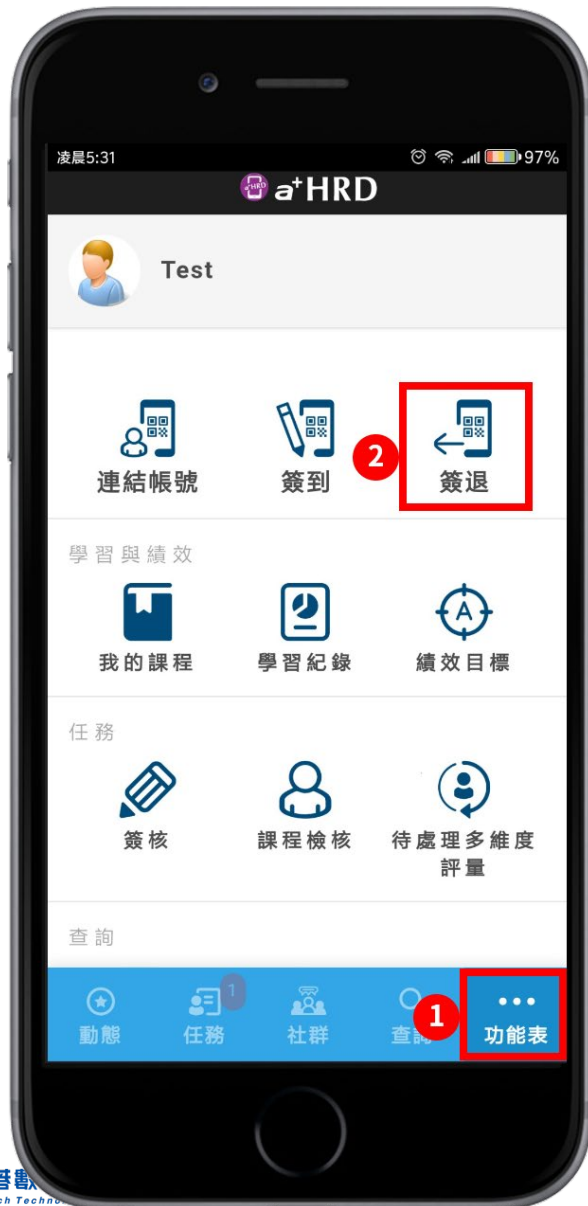 凌晨5:31
97%
a+HRD
Test
連結帳號
簽到
2
簽退
學習與績效
我的課程
學習紀錄
績效目標
任務
簽核
課程檢核
待處理多維度
評量
查詢
1
動態
任務
社群
1
功能表